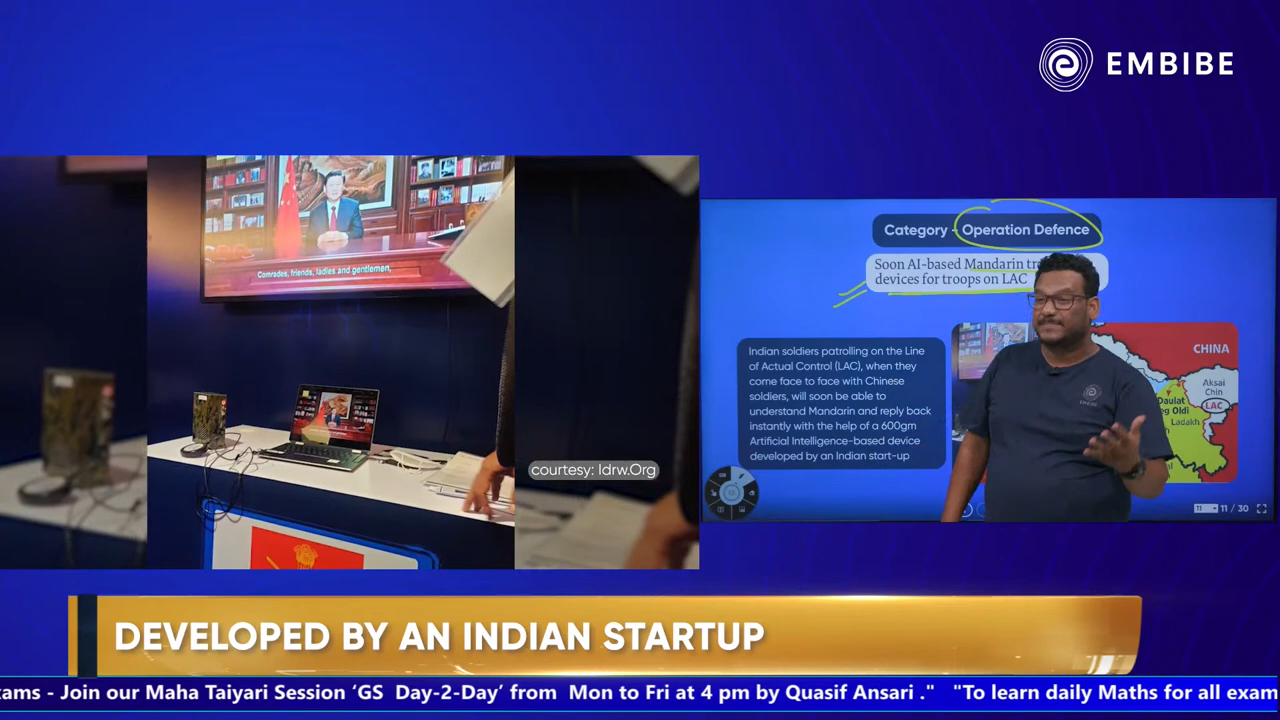 EMBIBE
Comrades, friends, ladies and gentlemen,
courtesy: Idrw.Org
Category - Operation Defence
Soon AI-based Mandarin
devices for troops on LAC
Indian soldiers patrolling on the Line
of Actual Control (LAC), when they
come face to face with Chinese
soldiers, will soon be able to
understand Mandarin and reply back
instantly with the help of a 600gm
Artificial Intelligence-based device
developed by an Indian start-up
CHINA
Aksai
Chin
LAC
Daulat
eg Oldi
Ladakh
11 11 / 30
DEVELOPED BY AN INDIAN STARTUP
xams - Join our Maha Taiyari Session ‘GS Day-2-Day’ from Mon to Fri at 4 pm by Quasif Ansari ." "To learn daily Maths for all exam